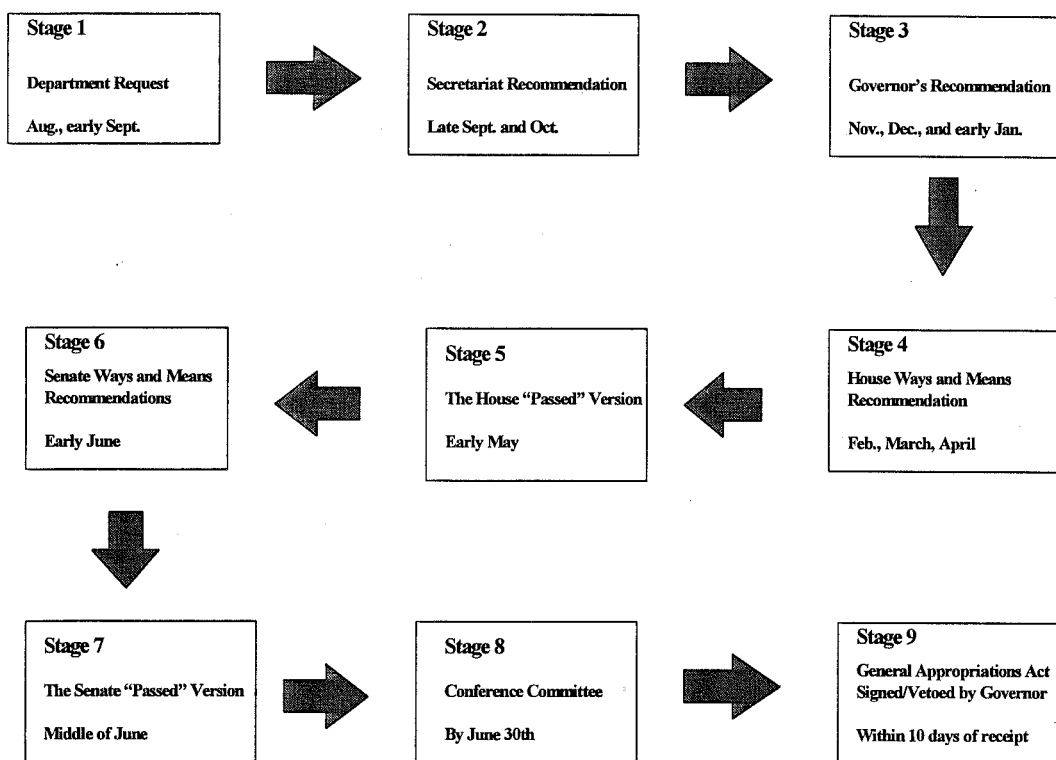 Stage 1
Department Request
Aug., early Sept.
Stage 2
Secretariat Recommendation
Late Sept. and Oct.
Stage 3
Governor's Recommendation
Nov., Dec., and early Jan.
Stage 4
House Ways and Means
Recommendation
Feb., March, April
Stage 5
The House “Passed” Version
Early May
Stage 6
Senate Ways and Means
Recommendations
Early June
Stage 7
The Senate “Passed” Version
Middle of June
Stage 8
Conference Committee
By June 30th
Stage 9
General Appropriations Act
Signed/Vetoed by Governor
Within 10 days of receipt